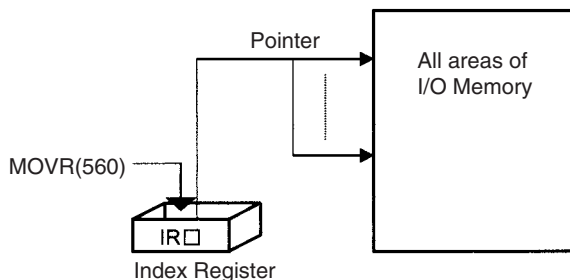 Pointer
All areas of
I/O Memory
MOVR(560)
IR□
Index Register